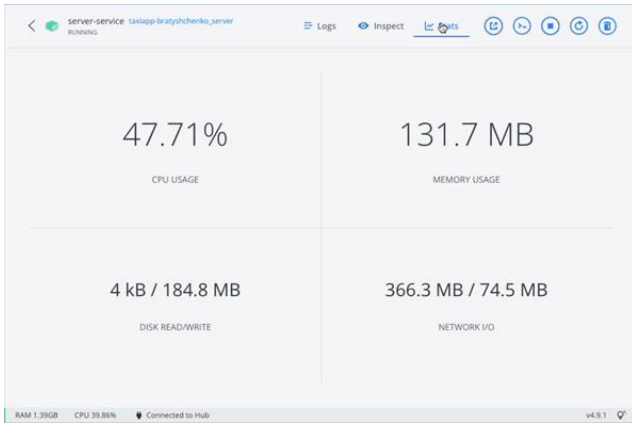 server-service taxiapp-bratyshchenko_server
RUNNING
Logs
Inspect
Stats
47.71%
CPU USAGE
131.7 MB
MEMORY USAGE
4 kB / 184.8 MB
DISK READ/WRITE
366.3 MB / 74.5 MB
NETWORK I/O
RAM 1.39GB CPU 39.86% Connected to Hub v4.9.1